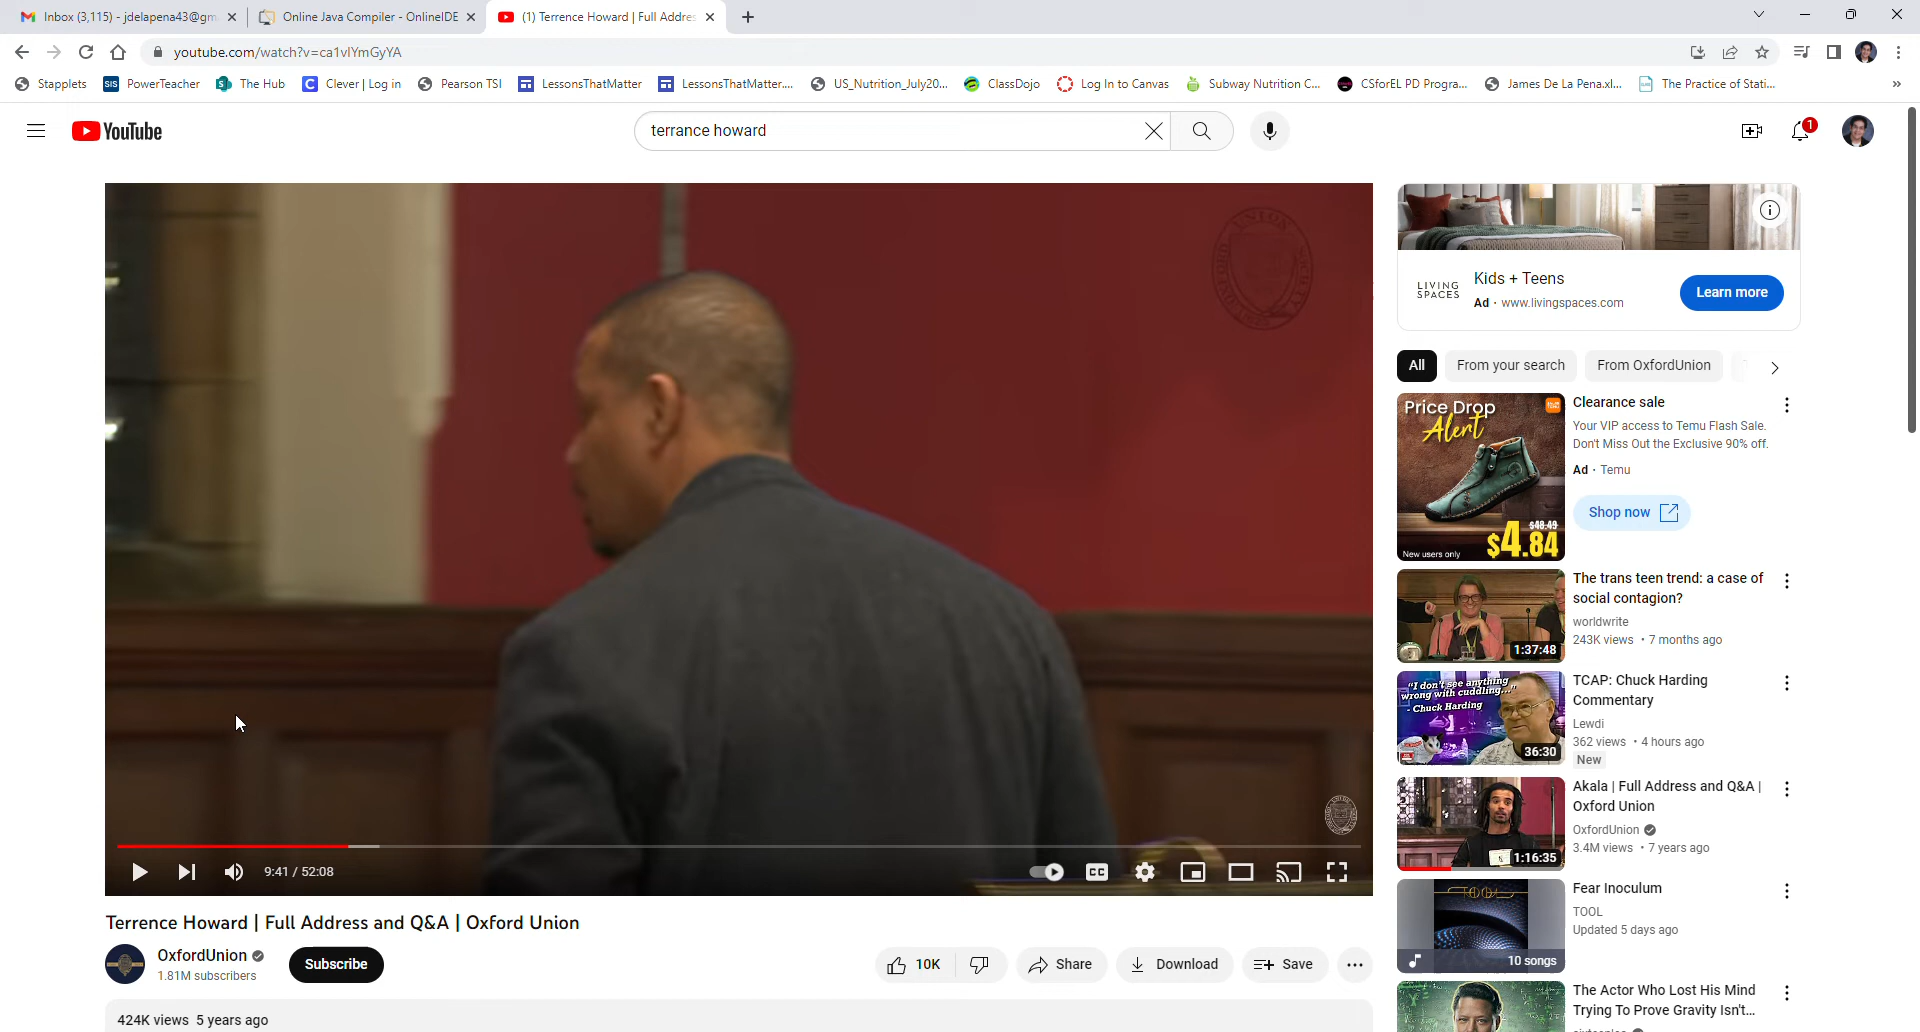 Inbox (3,115) - jdelapena43@gm
Online Java Compiler - OnlineIDE
(1) Terrence Howard | Full Addres
youtube.com/watch?v=ca1vlYmGyYA
Stapplets
SIS PowerTeacher
The Hub
C Clever | Log in
Pearson TSI
LessonsThatMatter
LessonsThatMatter....
US_Nutrition_July20...
ClassDojo
Log In to Canvas
Subway Nutrition C...
CSforEL PD Progra...
James De La Pena.xl...
The Practice of Stati...
»
YouTube
terrance howard
1
LIVING SPACES
Kids + Teens
Ad · www.livingspaces.com
Learn more
All
From your search
From OxfordUnion
Price Drop
Alert
$48.49
$4.84
New users only
Clearance sale
Your VIP access to Temu Flash Sale.
Don't Miss Out the Exclusive 90% off.
Ad · Temu
Shop now
1:37:48
The trans teen trend: a case of
social contagion?
worldwrite
243K views · 7 months ago
"I don't see anything
wrong with cuddling..."
- Chuck Harding
36:30
TCAP: Chuck Harding
Commentary
Lewdi
362 views · 4 hours ago
New
1:16:35
Akala | Full Address and Q&A |
Oxford Union
OxfordUnion
3.4M views · 7 years ago
TOOL
10 songs
Fear Inoculum
TOOL
Updated 5 days ago
The Actor Who Lost His Mind
Trying To Prove Gravity Isn't...
9:41 / 52:08
CC
Terrence Howard | Full Address and Q&A | Oxford Union
OxfordUnion
1.81M subscribers
Subscribe
10K
Share
Download
Save
424K views 5 years ago